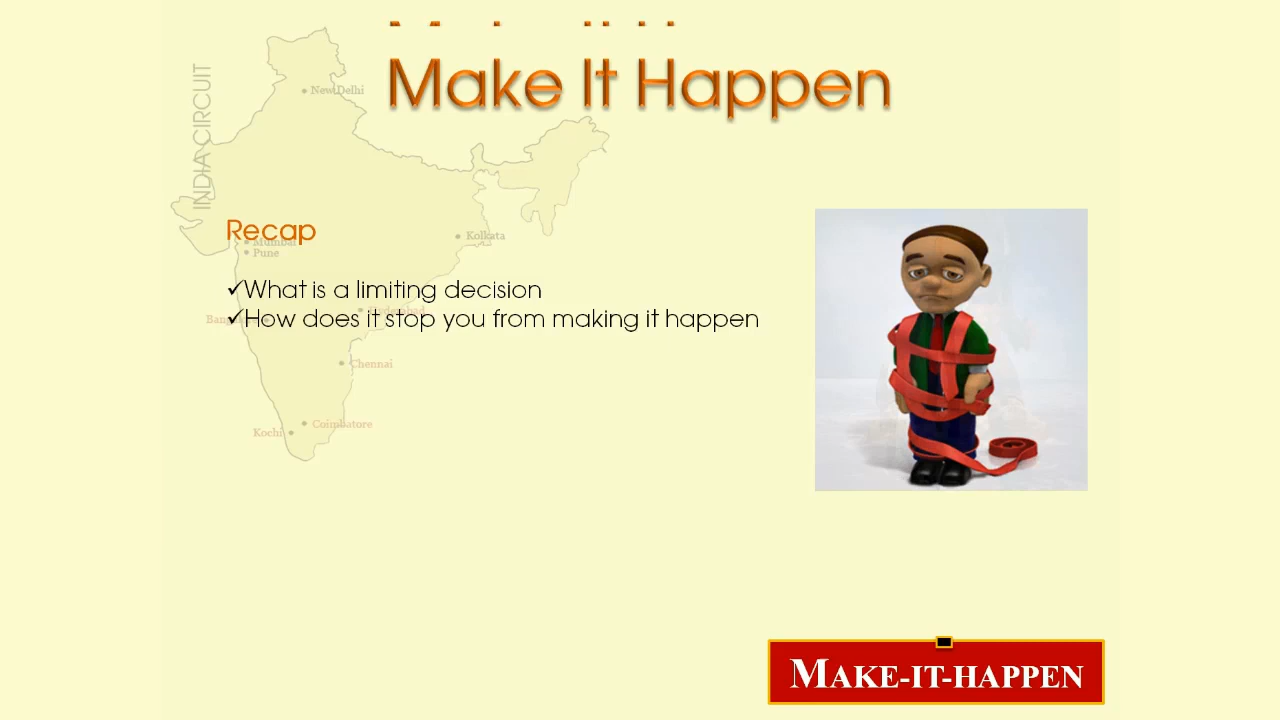 Make It Happen
INDIA CIRCUIT
New Delhi
Kolkata
Recap
Mumbai
Pune
What is a limiting decision
How does it stop you from making it happen
Chennai
Coimbatore
Kochi
MAKE-IT-HAPPEN